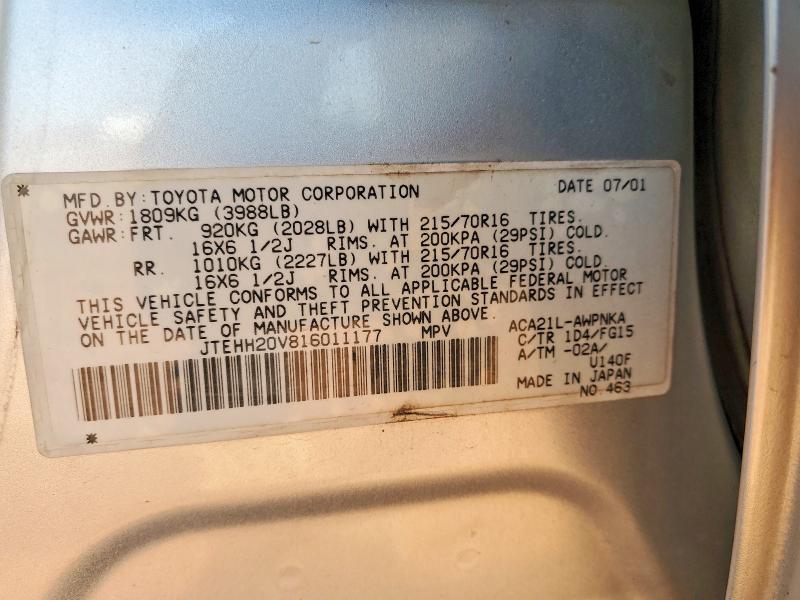 MFD. BY: TOYOTA MOTOR CORPORATION DATE 07/01
GVWR: 1809KG (3988LB)
GAWR: FRT. 920KG (2028LB) WITH 215/70R16 TIRES.
16X6 1/2J RIMS. AT 200KPA (29PSI) COLD.
RR. 1010KG (2227LB) WITH 215/70R16 TIRES.
16X6 1/2J RIMS. AT 200KPA (29PSI) COLD.
THIS VEHICLE CONFORMS TO ALL APPLICABLE FEDERAL MOTOR
VEHICLE SAFETY AND THEFT PREVENTION STANDARDS IN EFFECT
ON THE DATE OF MANUFACTURE SHOWN ABOVE.
JTEHH20V816011177 MPV
ACA21L-AWPNKA
C/TR 1D4/FG15
A/TM -02A/
U140F
MADE IN JAPAN
NO.463